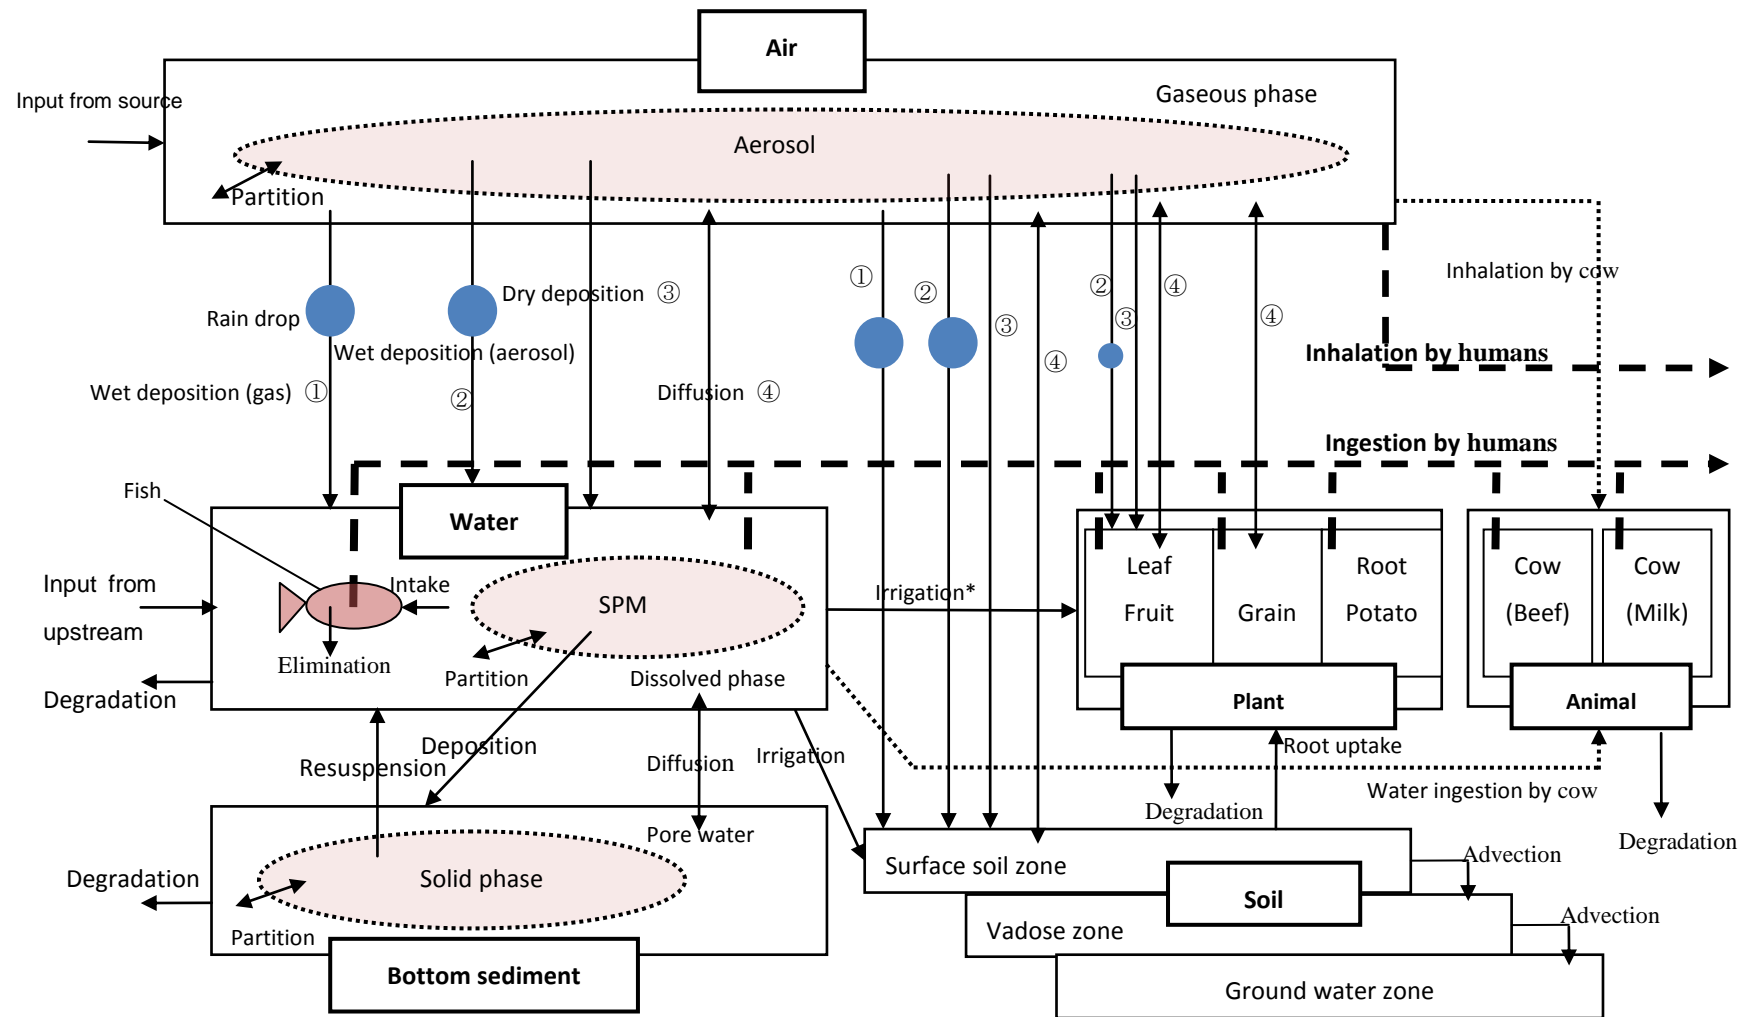 Air
Input from source
Gaseous phase
Aerosol
Partition
Inhalation by cow
①
②
②
④
Dry deposition ③
Rain drop
③
③
④
Wet deposition (aerosol)
④
Inhalation by humans
Wet deposition (gas) ①
②
Diffusion ④
Ingestion by humans
Fish
Water
Input from
upstream
Intake
SPM
Irrigation*
Leaf
Fruit
Grain
Root
Potato
Cow
(Beef)
Cow
(Milk)
Elimination
Partition
Dissolved phase
Degradation
Plant
Animal
Deposition
Resuspension
Diffusion
Irrigation
Root uptake
Water ingestion by cow
Degradation
Degradation
Pore water
Solid phase
Degradation
Partition
Bottom sediment
Surface soil zone
Advection
Soil
Advection
Vadose zone
Ground water zone